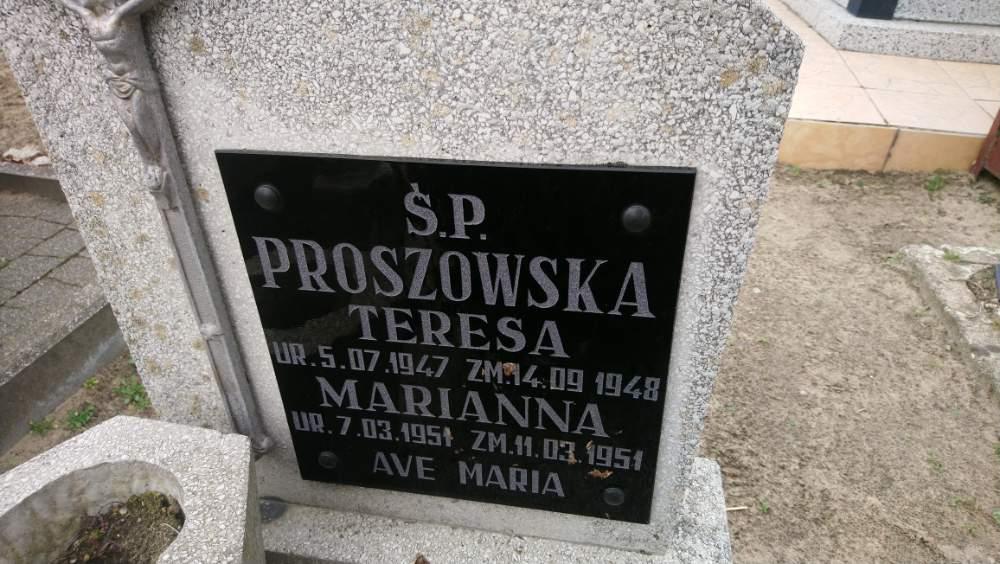 Ś.P.
PROSZOWSKA
TERESA
UR.5.07.1947 ZM.14.09 1948
MARIANNA
UR.7.03.1951 ZM.11.03.1951
AVE MARIA